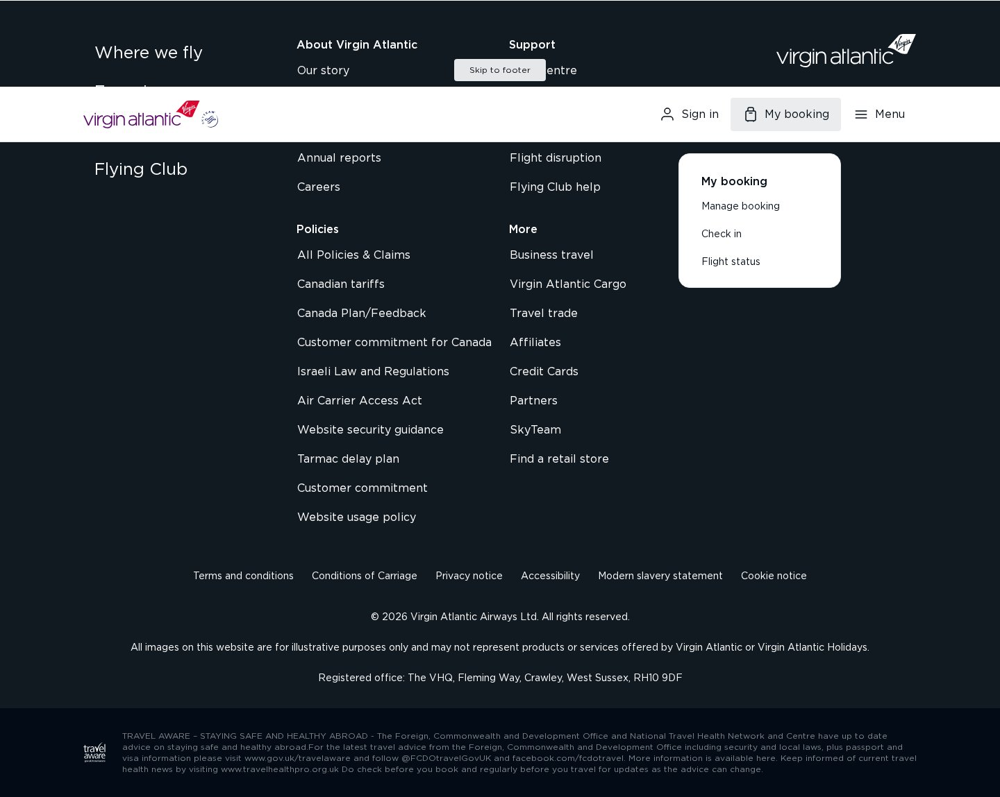 Where we fly
About Virgin Atlantic
Our story
Support
entre
virgin atlantic
Virgin
Skip to footer
virgin atlantic
Virgin
SKYTEAM
Sign in
My booking
Menu
Flying Club
Annual reports
Careers
Flight disruption
Flying Club help
My booking
Manage booking
Check in
Flight status
Policies
All Policies & Claims
Canadian tariffs
Canada Plan/Feedback
Customer commitment for Canada
Israeli Law and Regulations
Air Carrier Access Act
Website security guidance
Tarmac delay plan
Customer commitment
Website usage policy
More
Business travel
Virgin Atlantic Cargo
Travel trade
Affiliates
Credit Cards
Partners
SkyTeam
Find a retail store
Terms and conditions
Conditions of Carriage
Privacy notice
Accessibility
Modern slavery statement
Cookie notice
© 2026 Virgin Atlantic Airways Ltd. All rights reserved.
All images on this website are for illustrative purposes only and may not represent products or services offered by Virgin Atlantic or Virgin Atlantic Holidays.
Registered office: The VHQ, Fleming Way, Crawley, West Sussex, RH10 9DF
travel
aware
TRAVEL AWARE – STAYING SAFE AND HEALTHY ABROAD - The Foreign, Commonwealth and Development Office and National Travel Health Network and Centre have up to date
advice on staying safe and healthy abroad.For the latest travel advice from the Foreign, Commonwealth and Development Office including security and local laws, plus passport and
visa information please visit www.gov.uk/travelaware and follow @FCDOtravelGovUK and facebook.com/fcdotravel. More information is available here. Keep informed of current travel
health news by visiting www.travelhealthpro.org.uk Do check before you book and regularly before you travel for updates as the advice can change.